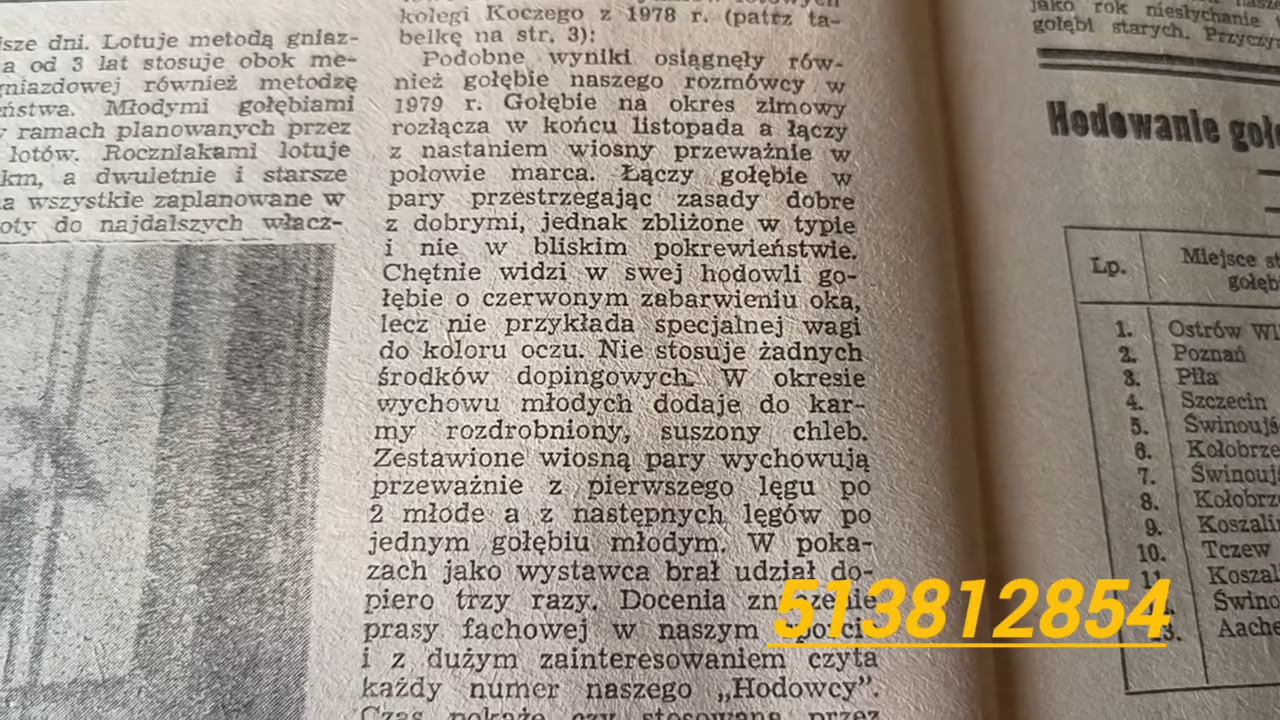 jsze dni. Lotuje metodą gniaz-
a od 3 lat stosuje obok me-
gniazdowej również metodzę
eństwa. Młodymi gołębiami
ramach planowanych przez
lotów. Roczniakami lotuje
km, a dwuletnie i starsze
a wszystkie zaplanowane w
oty do najdalszych włącz-
kolegi Koczego z 1978 r. (patrz ta-
belkę na str. 3):
Podobne wyniki osiągnęły rów-
nież gołębie naszego rozmówcy w
1979 r. Gołębie na okres zimowy
rozłącza w końcu listopada a łączy
z nastaniem wiosny przeważnie w
połowie marca. Łączy gołębie w
pary przestrzegając zasady dobre
z dobrymi, jednak zbliżone w typie
i nie w bliskim pokrewieństwie.
Chętnie widzi w swej hodowli go-
łębie o czerwonym zabarwieniu oka,
lecz nie przykłada specjalnej wagi
do koloru oczu. Nie stosuje żadnych
środków dopingowych. W okresie
wychowu młodych dodaje do kar-
my rozdrobniony, suszony chleb.
Zestawione wiosną pary wychowują
przeważnie z pierwszego lęgu po
2 młode a z następnych lęgów po
jednym gołębiu młodym. W poka-
zach jako wystawca brał udział do-
piero trzy razy. Docenia znaczenie
prasy fachowej w naszym sporcie
i z dużym zainteresowaniem czyta
każdy numer naszego „Hodowcy”.
Czas pokaże czy stosowana przez
jako rok niesłychanie
gołębi starych. Przyczy
Hodowanie goł
Lp. Miejsce st
gołęb
1. Ostrów Wl
2. Poznań
3. Piła
4. Szczecin
5. Świnoujś
6. Kołobrze
7. Świnouj
8. Kołobrz
9. Koszalin
10. Tczew
11. Koszal
Świno
13. Aache
513812854